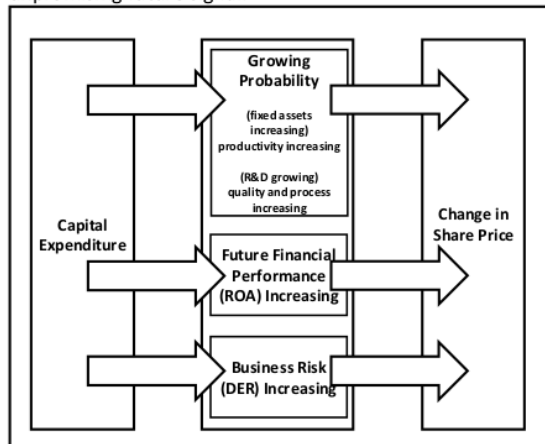 Growing
Probability
(fixed assets
increasing)
productivity increasing
(R&D growing)
quality and process
increasing
Capital
Expenditure
Change in
Share Price
Future Financial
Performance
(ROA) Increasing
Business Risk
(DER) Increasing